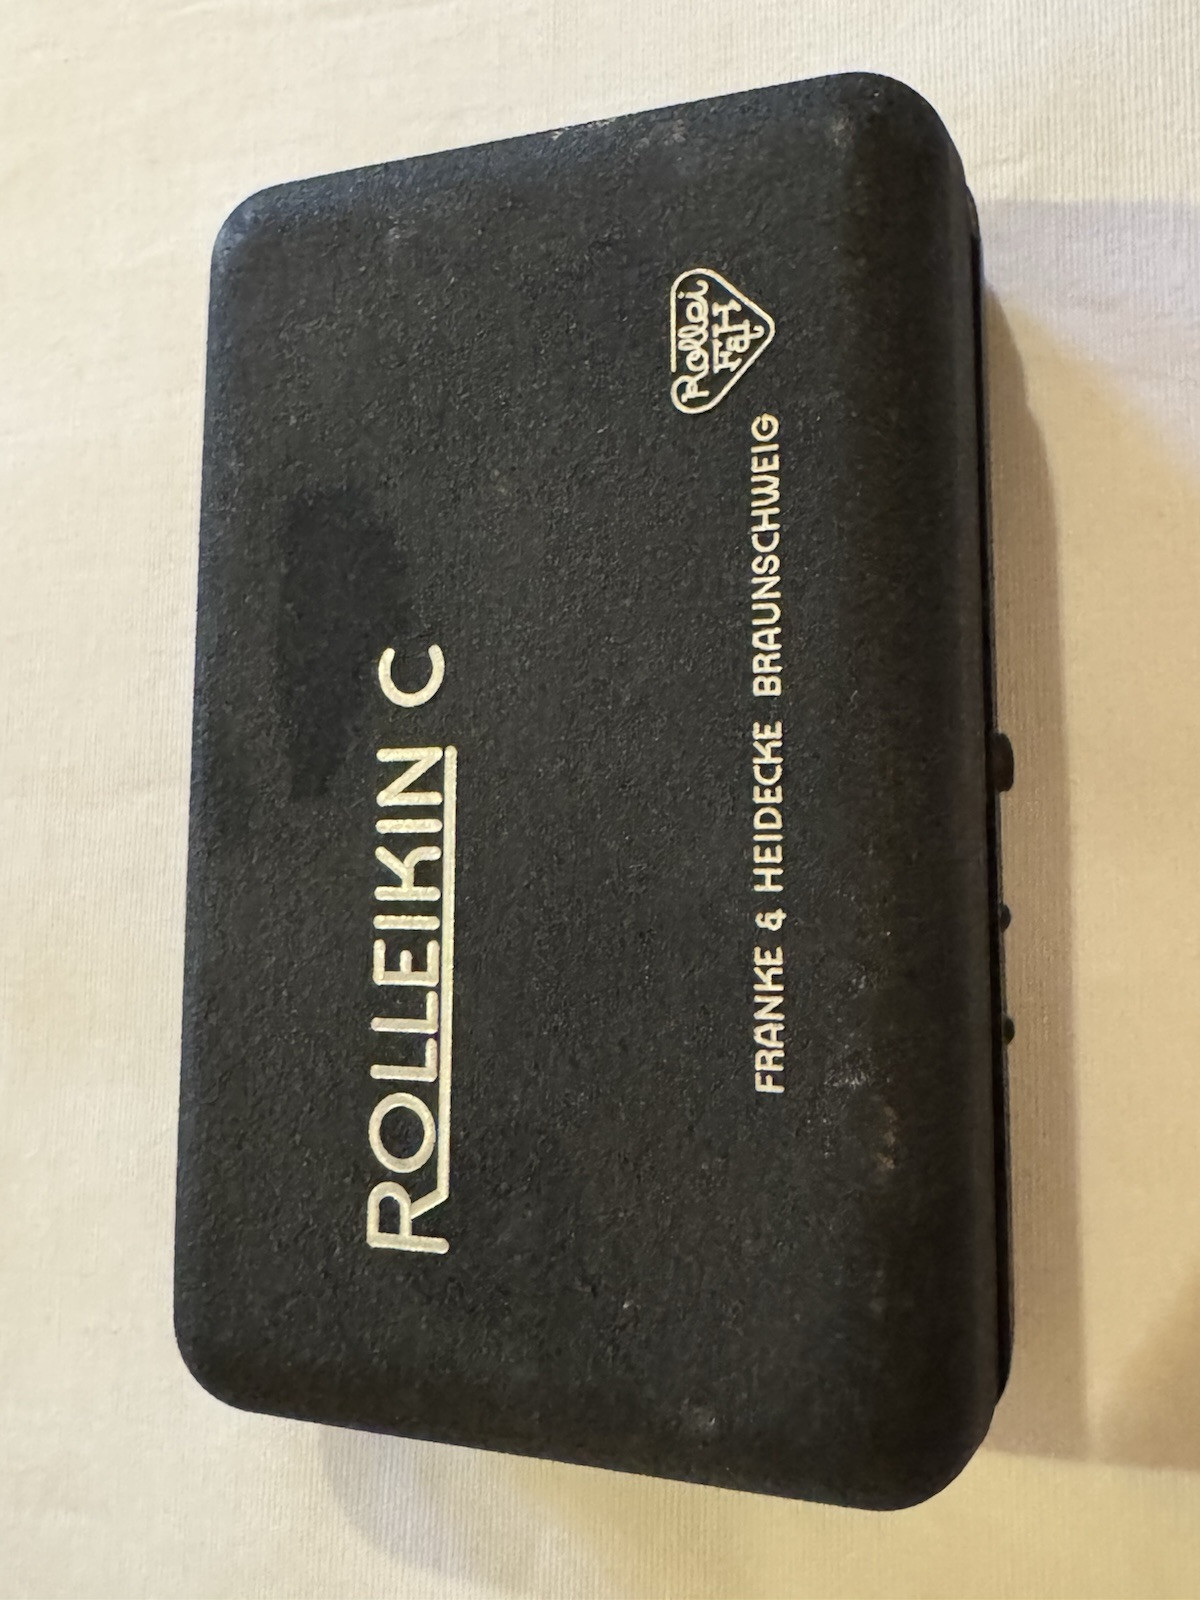 ROLLEIKIN C
Rollei
F&H
FRANKE & HEIDECKE BRAUNSCHWEIG